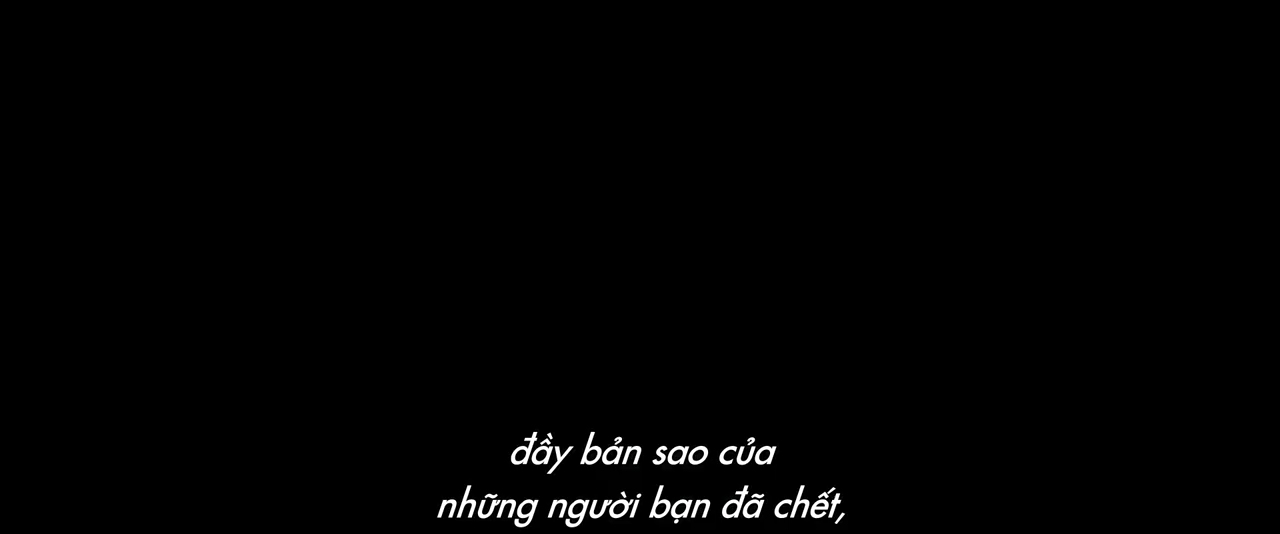 đầy bản sao của
những người bạn đã chết,